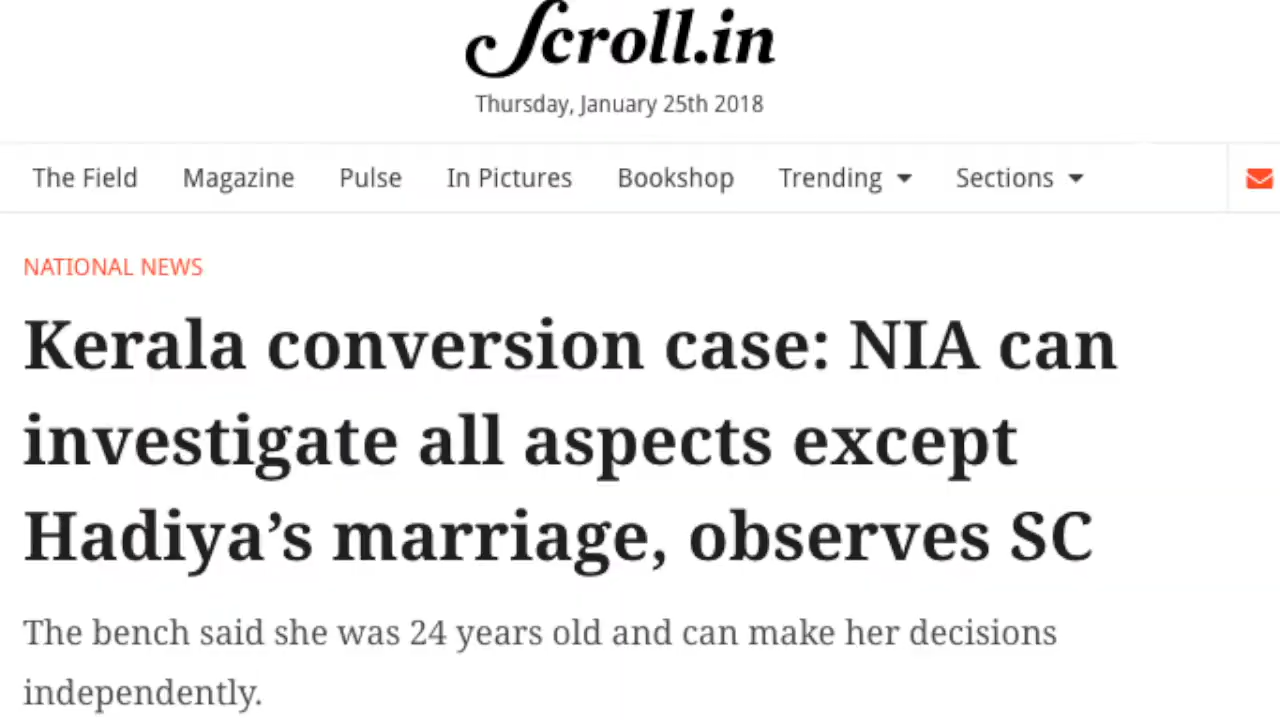 Scroll.in
Thursday, January 25th 2018
The Field Magazine Pulse In Pictures Bookshop Trending Sections
NATIONAL NEWS
Kerala conversion case: NIA can
investigate all aspects except
Hadiya’s marriage, observes SC
The bench said she was 24 years old and can make her decisions
independently.